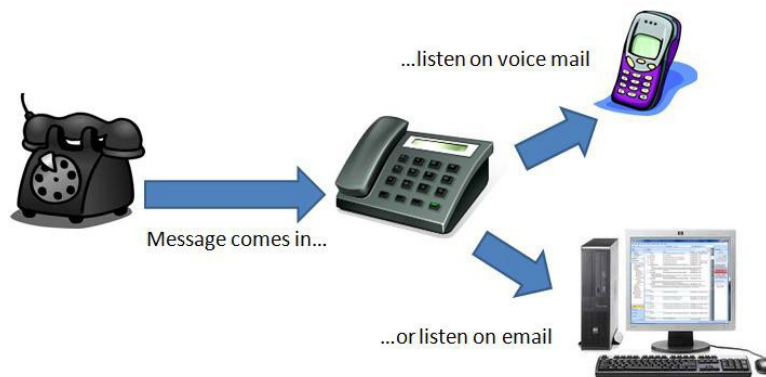 ...listen on voice mail
Message comes in...
...or listen on email